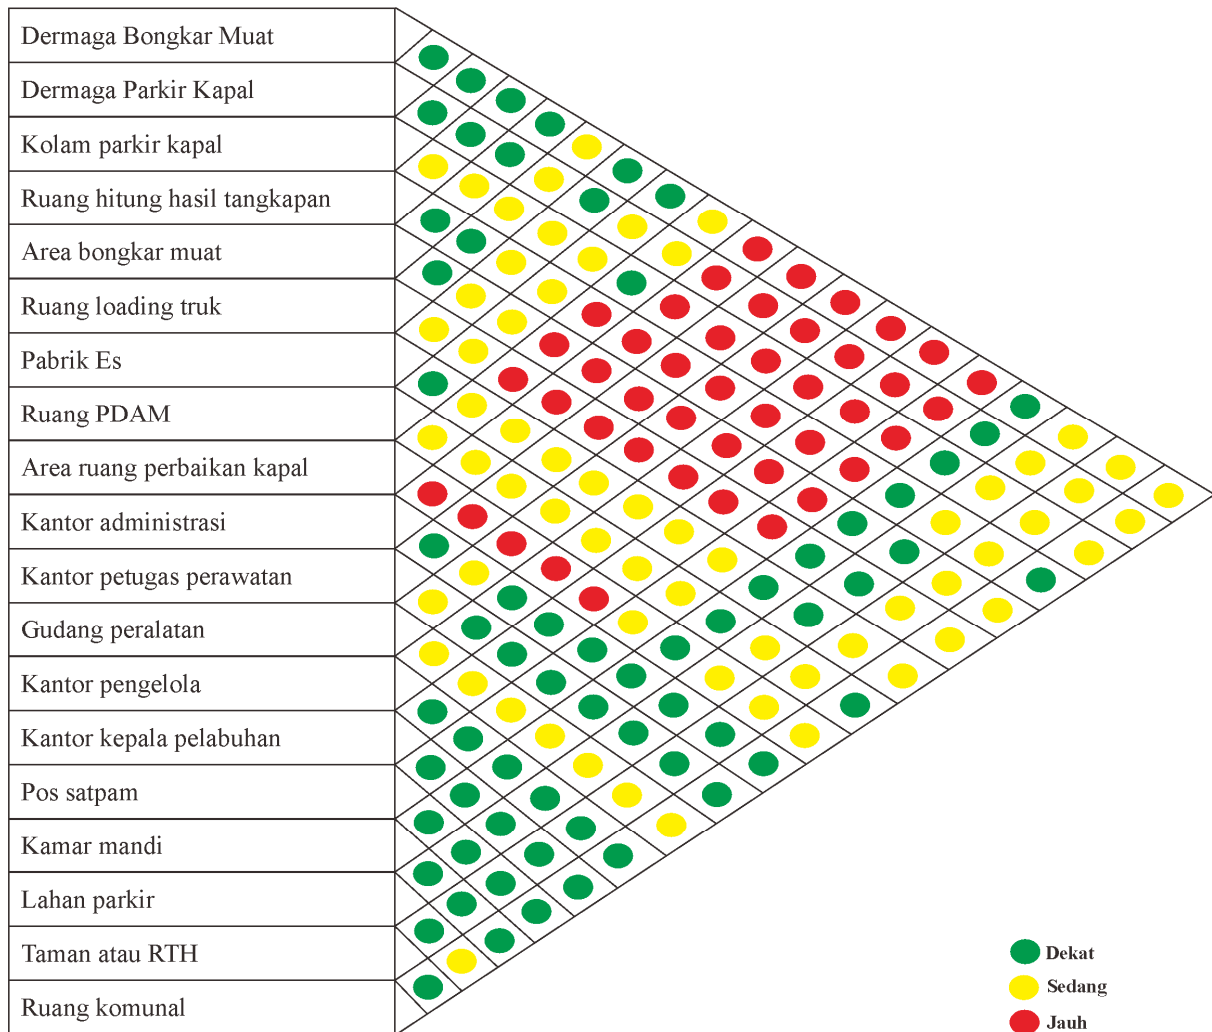 Dermaga Bongkar Muat
Dermaga Parkir Kapal
Kolam parkir kapal
Ruang hitung hasil tangkapan
Area bongkar muat
Ruang loading truk
Pabrik Es
Ruang PDAM
Area ruang perbaikan kapal
Kantor administrasi
Kantor petugas perawatan
Gudang peralatan
Kantor pengelola
Kantor kepala pelabuhan
Pos satpam
Kamar mandi
Lahan parkir
Taman atau RTH
Ruang komunal
Dekat
Sedang
Jauh